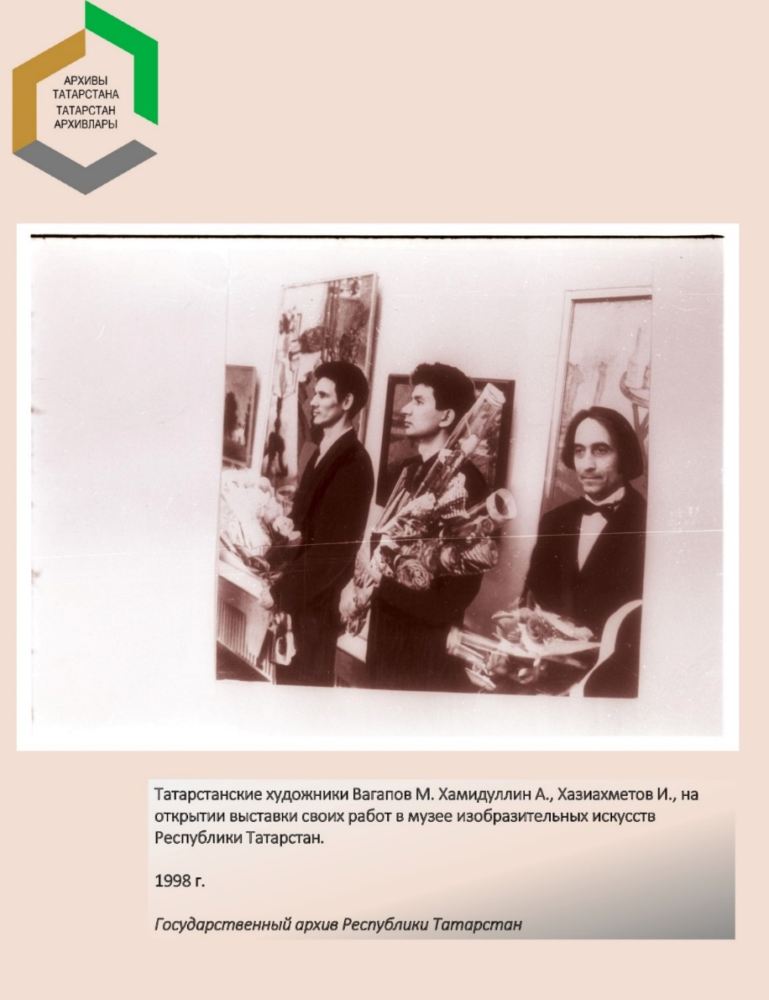 АРХИВЫ
ТАТАРСТАНА
ТАТАРСТАН
АРХИВЛАРЫ
Татарстанские художники Вагапов М. Хамидуллин А., Хазиахметов И., на
открытии выставки своих работ в музее изобразительных искусств
Республики Татарстан.
1998 г.
Государственный архив Республики Татарстан